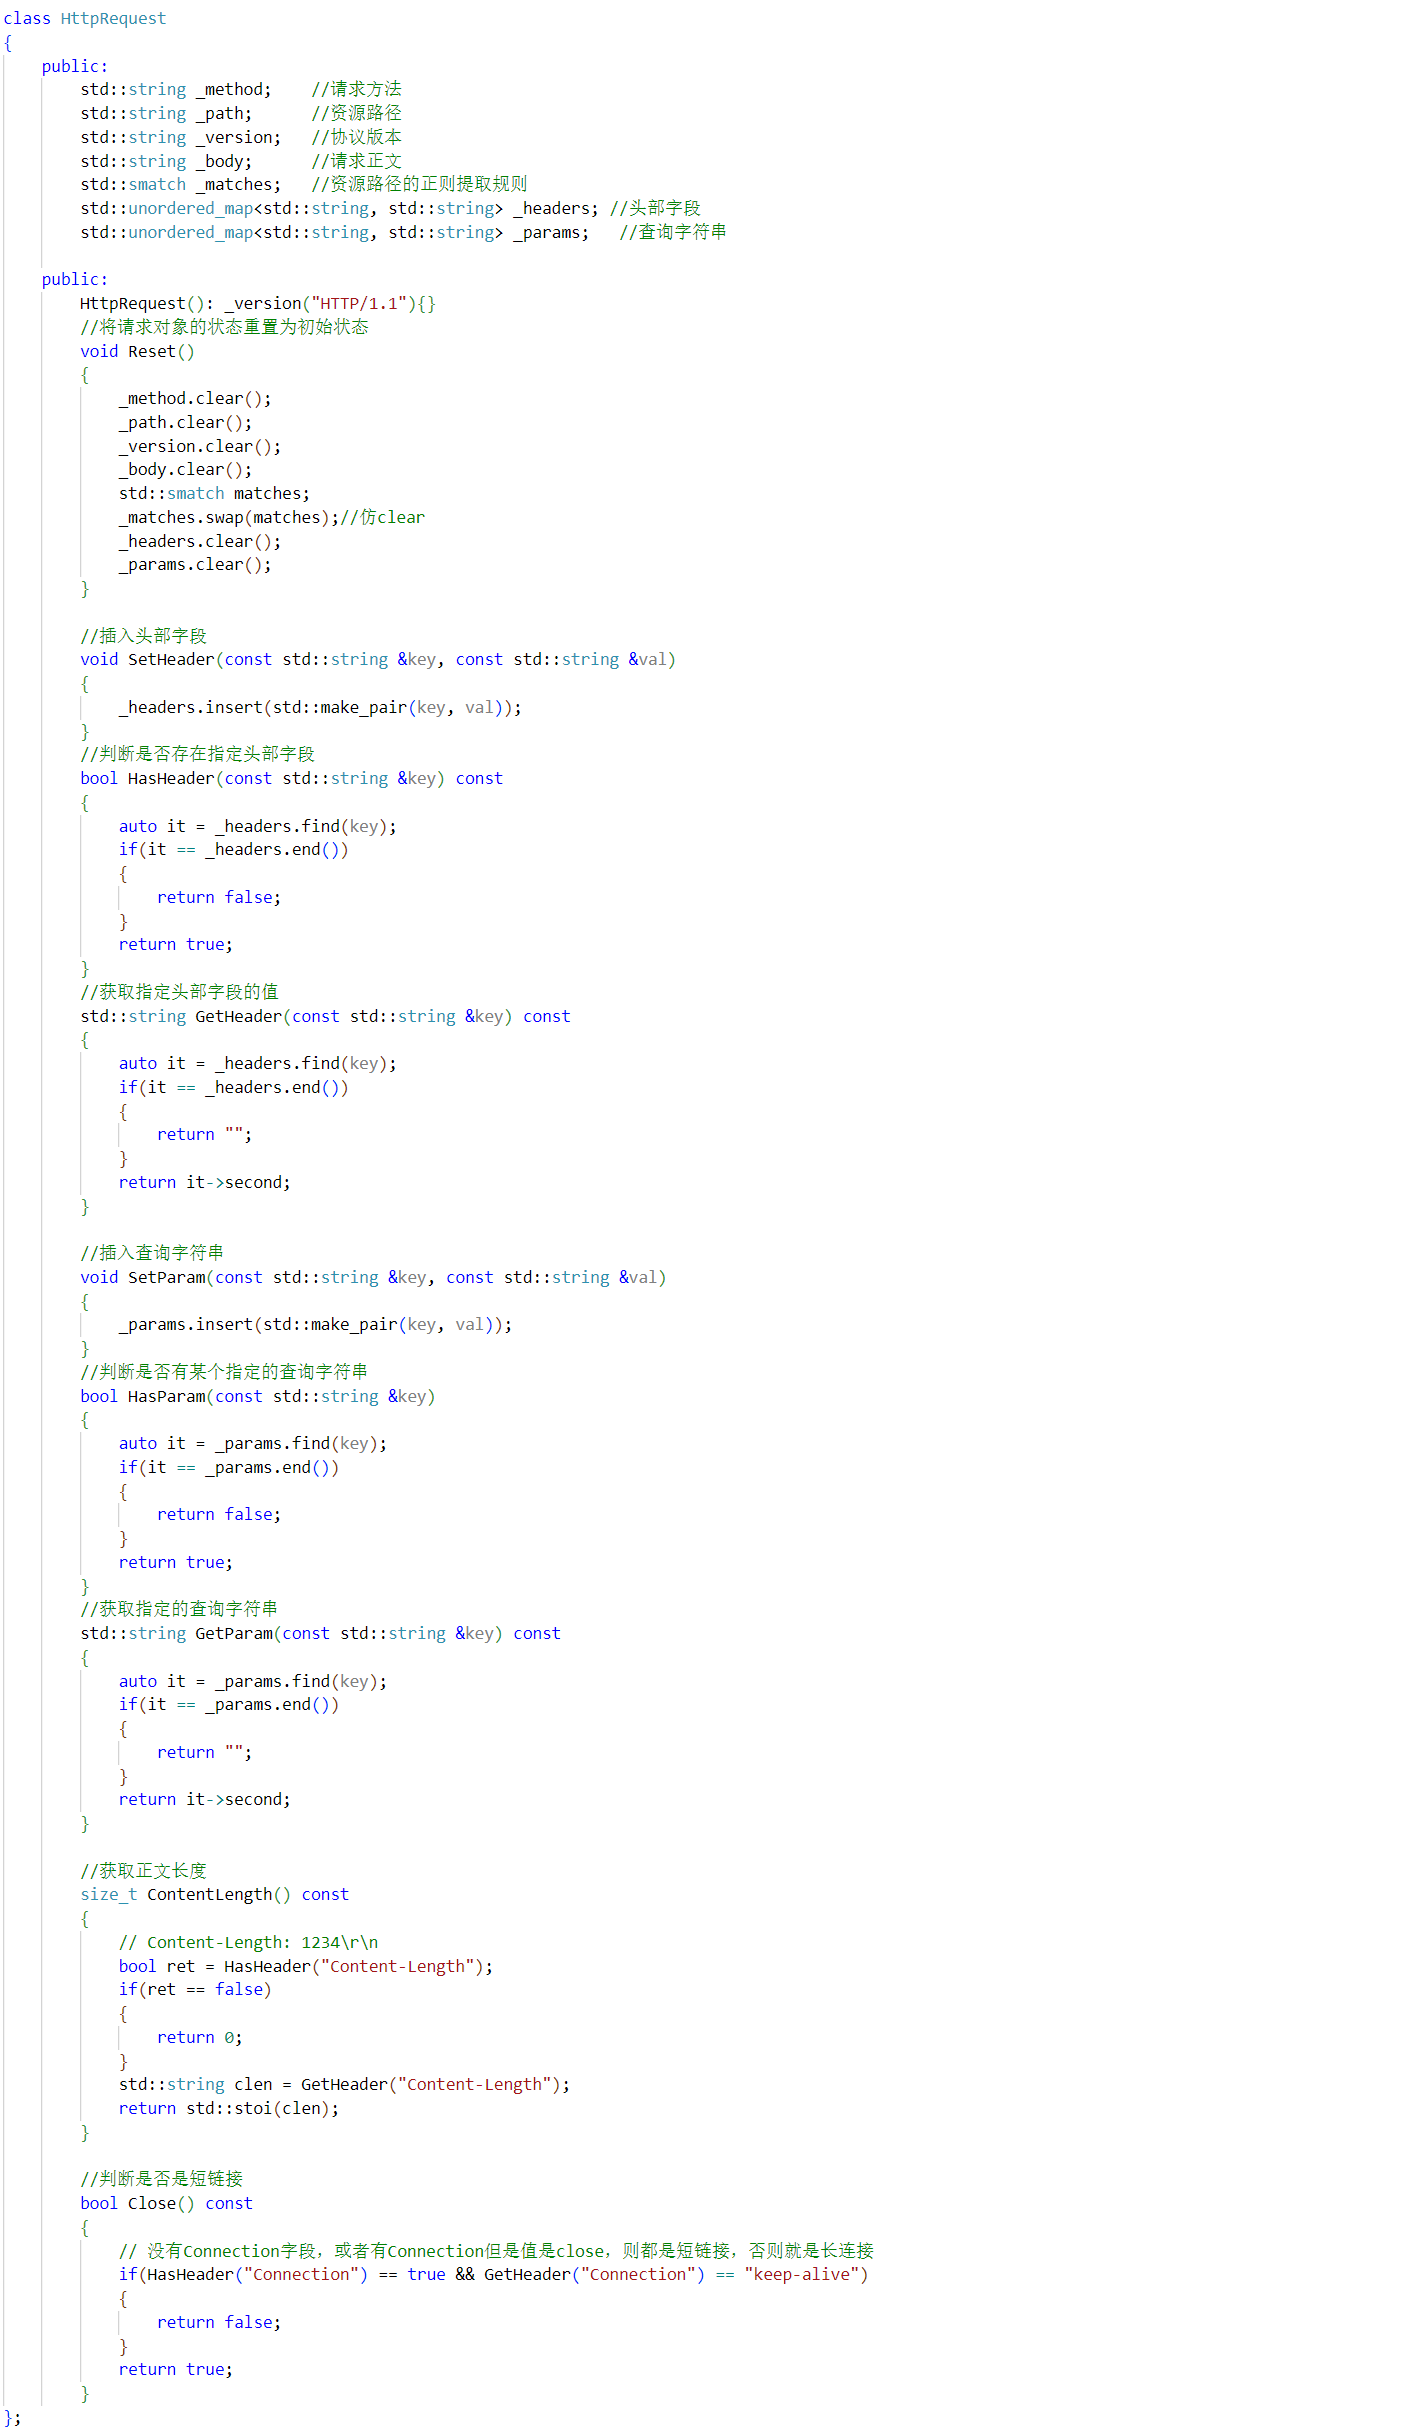 class HttpRequest
{
    public:
        std::string _method;    //请求方法
        std::string _path;      //资源路径
        std::string _version;   //协议版本
        std::string _body;      //请求正文
        std::smatch _matches;   //资源路径的正则提取规则
        std::unordered_map<std::string, std::string> _headers; //头部字段
        std::unordered_map<std::string, std::string> _params;   //查询字符串

    public:
        HttpRequest(): _version("HTTP/1.1"){}
        //将请求对象的状态重置为初始状态
        void Reset()
        {
            _method.clear();
            _path.clear();
            _version.clear();
            _body.clear();
            std::smatch matches;
            _matches.swap(matches);//仿clear
            _headers.clear();
            _params.clear();
        }

        //插入头部字段
        void SetHeader(const std::string &key, const std::string &val)
        {
            _headers.insert(std::make_pair(key, val));
        }
        //判断是否存在指定头部字段
        bool HasHeader(const std::string &key) const
        {
            auto it = _headers.find(key);
            if(it == _headers.end())
            {
                return false;
            }
            return true;
        }
        //获取指定头部字段的值
        std::string GetHeader(const std::string &key) const
        {
            auto it = _headers.find(key);
            if(it == _headers.end())
            {
                return "";
            }
            return it->second;
        }

        //插入查询字符串
        void SetParam(const std::string &key, const std::string &val)
        {
            _params.insert(std::make_pair(key, val));
        }
        //判断是否有某个指定的查询字符串
        bool HasParam(const std::string &key)
        {
            auto it = _params.find(key);
            if(it == _params.end())
            {
                return false;
            }
            return true;
        }
        //获取指定的查询字符串
        std::string GetParam(const std::string &key) const
        {
            auto it = _params.find(key);
            if(it == _params.end())
            {
                return "";
            }
            return it->second;
        }

        //获取正文长度
        size_t ContentLength() const
        {
            // Content-Length: 1234\r\n
            bool ret = HasHeader("Content-Length");
            if(ret == false)
            {
                return 0;
            }
            std::string clen = GetHeader("Content-Length");
            return std::stoi(clen);
        }

        //判断是否是短链接
        bool Close() const
        {
            // 没有Connection字段，或者有Connection但是值是close，则都是短链接，否则就是长连接
            if(HasHeader("Connection") == true && GetHeader("Connection") == "keep-alive")
            {
                return false;
            }
            return true;
        }
};